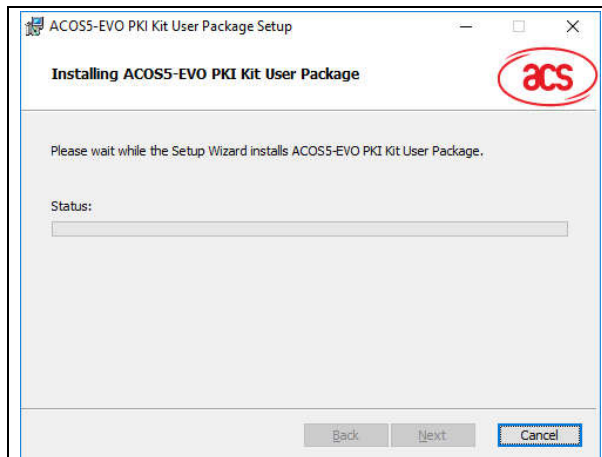 ACOS5-EVO PKI Kit User Package Setup
Installing ACOS5-EVO PKI Kit User Package
acs
Please wait while the Setup Wizard installs ACOS5-EVO PKI Kit User Package.
Status:
Back Next Cancel